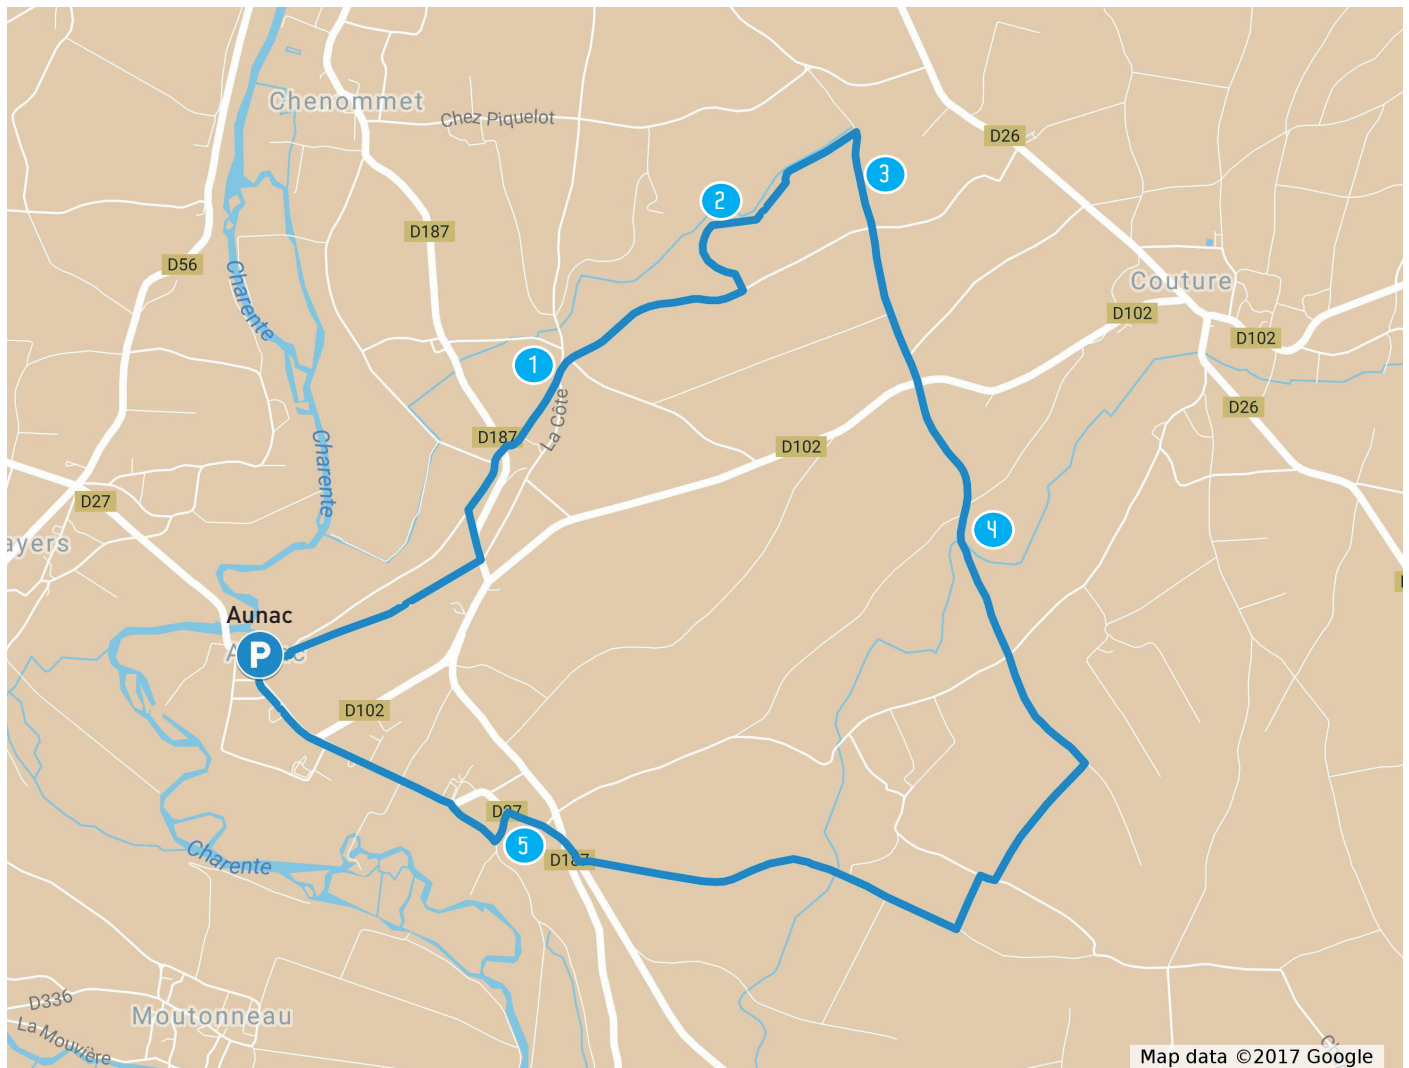 Chenommet
Chez Piquelot
D26
3
2
D187
D56
Charente
Couture
D102
D102
1
D26
La Côte
D187
D102
Charente
D27
4
ayers
Aunac
P
D102
5
D187
Charente
D336
Moutonneau
La Mouvière
Map data ©2017 Google